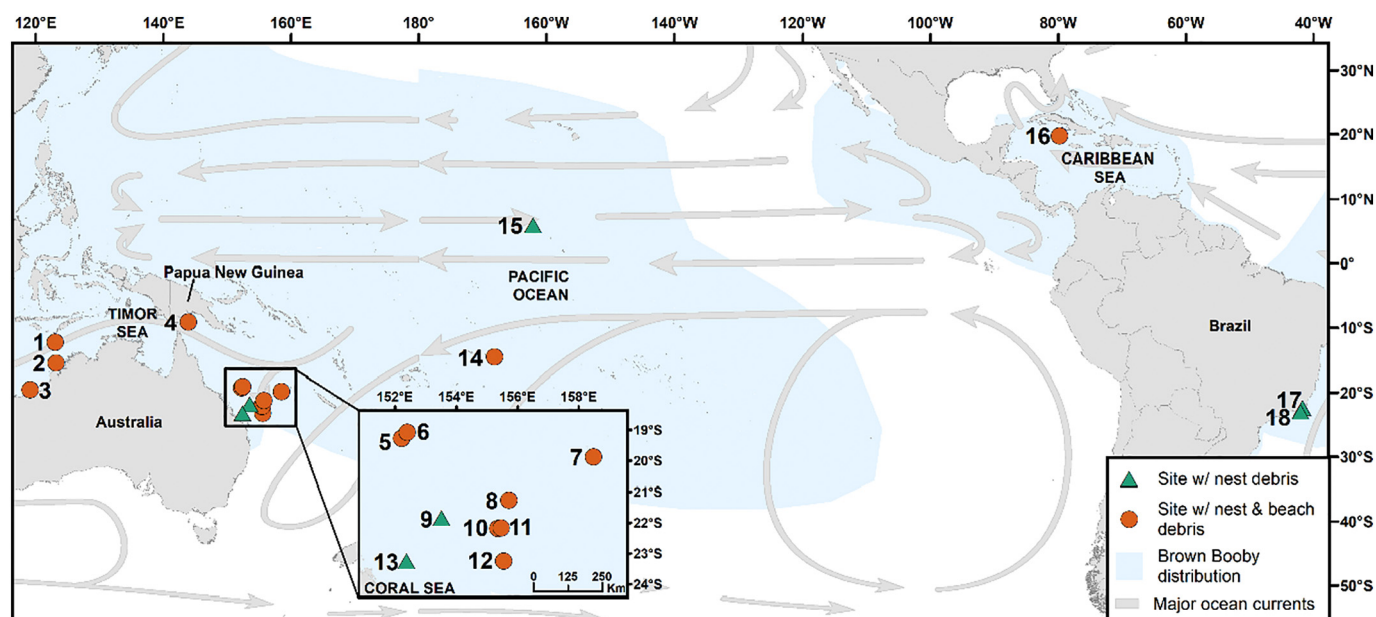 120°E 140°E 160°E 180° 160°W 140°W 120°W 100°W 80°W 60°W 40°W
30°N
20°N
10°N
0°
10°S
20°S
30°S
40°S
50°S
16
CARIBBEAN
SEA
15
PACIFIC
OCEAN
Papua New Guinea
TIMOR
SEA
4
1
2
3
14
Brazil
17
18
Australia
152°E 154°E 156°E 158°E
19°S
20°S
21°S
22°S
23°S
24°S
5
6
7
8
9
10
11
12
13
CORAL SEA
0 125 250
Km
Site w/ nest debris
Site w/ nest & beach
debris
Brown Booby
distribution
Major ocean currents